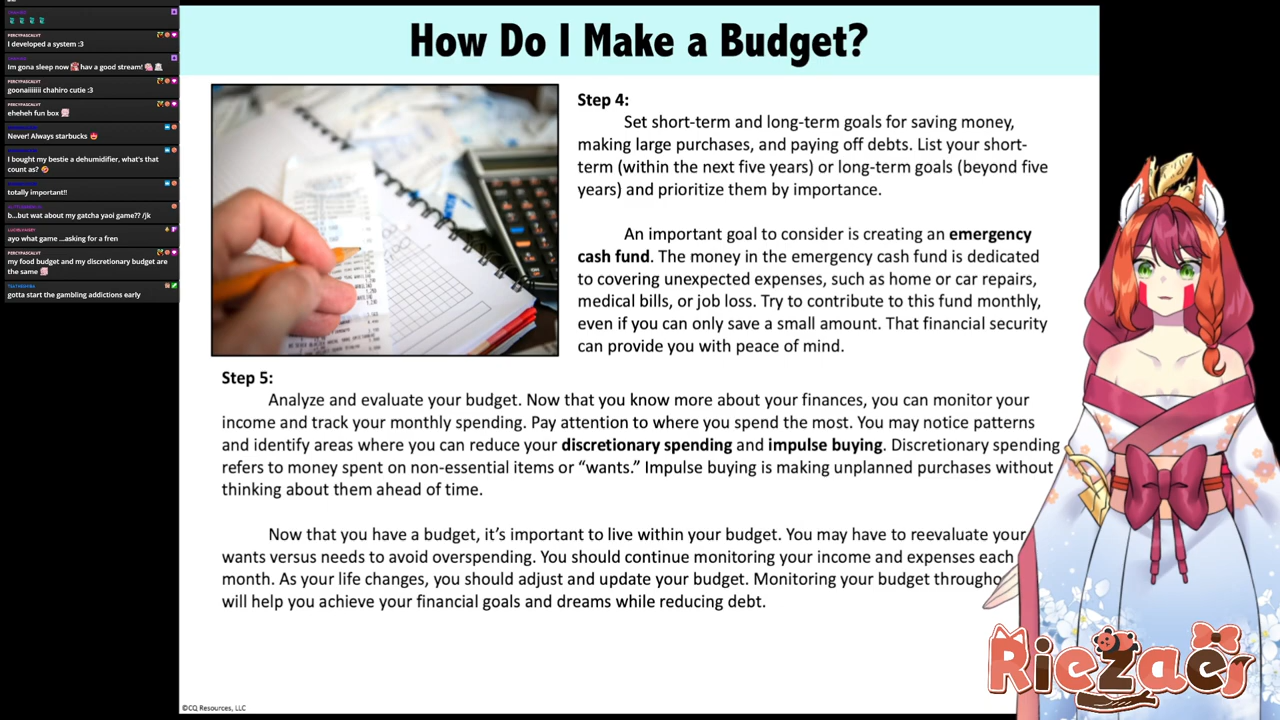 PERCYPASCALVT
I developed a system :3
Im gona sleep now hav a good stream!
PERCYPASCALVT
goonaiiiiiii chahiro cutie :3
PERCYPASCALVT
eheheh fun box
Never! Always starbucks
I bought my bestie a dehumidifier, what's that
count as?
totally important!!
b...but wat about my gatcha yaoi game?? /jk
ayo what game ...asking for a fren
PERCYPASCALVT
my food budget and my discretionary budget are
the same
gotta start the gambling addictions early
How Do I Make a Budget?
Step 4:
Set short-term and long-term goals for saving money,
making large purchases, and paying off debts. List your short-
term (within the next five years) or long-term goals (beyond five
years) and prioritize them by importance.
An important goal to consider is creating an emergency
cash fund. The money in the emergency cash fund is dedicated
to covering unexpected expenses, such as home or car repairs,
medical bills, or job loss. Try to contribute to this fund monthly,
even if you can only save a small amount. That financial security
can provide you with peace of mind.
Step 5:
Analyze and evaluate your budget. Now that you know more about your finances, you can monitor your
income and track your monthly spending. Pay attention to where you spend the most. You may notice patterns
and identify areas where you can reduce your discretionary spending and impulse buying. Discretionary spending
refers to money spent on non-essential items or “wants.” Impulse buying is making unplanned purchases without
thinking about them ahead of time.
Now that you have a budget, it’s important to live within your budget. You may have to reevaluate your
wants versus needs to avoid overspending. You should continue monitoring your income and expenses each
month. As your life changes, you should adjust and update your budget. Monitoring your budget
will help you achieve your financial goals and dreams while reducing debt.
©CQ Resources, LLC
Riezaes